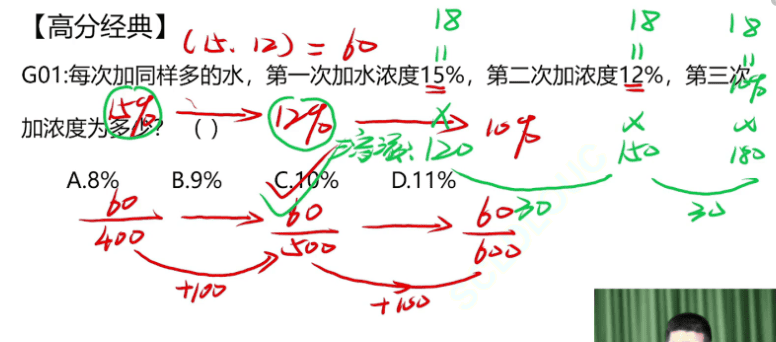 【高分经典】
(15. 12) = 60
18 18 18
G01:每次加同样多的水，第一次加水浓度15%，第二次加浓度12%，第三次
加浓度为多少？ （ ）
15% 12% 10% 10%
溶液: 120 150 180
A.8% B.9% C.10% D.11%
30 30
60/400 60/500 60/600
+100 +100